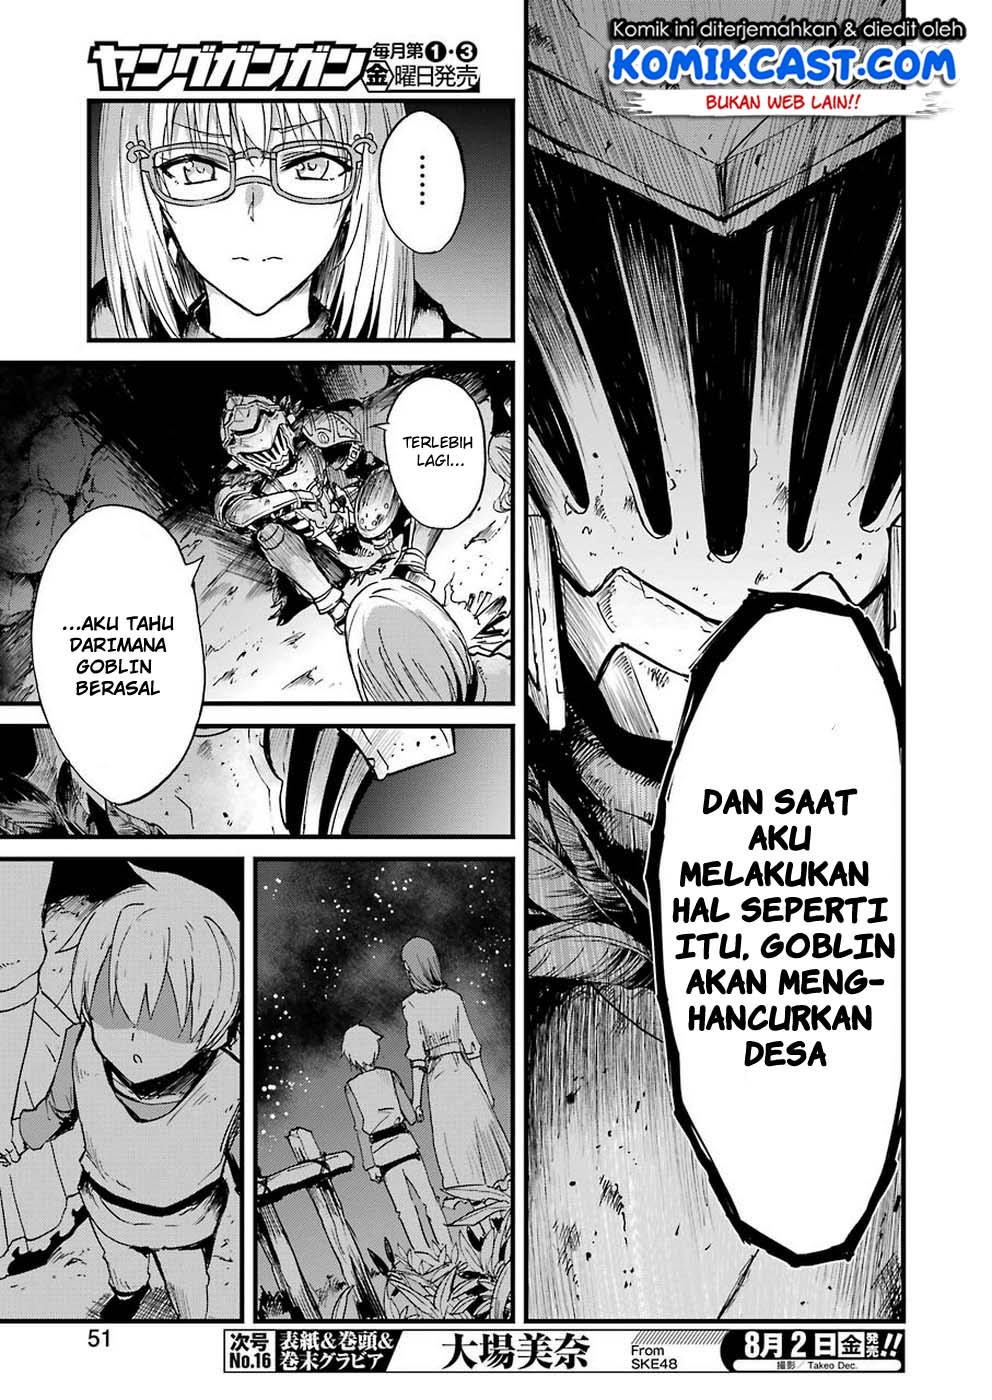 ヤングガンガン
毎月第❶・❸
㊎曜日発売
Komik ini diterjemahkan & diedit oleh
KOMIKCAST.COM
BUKAN WEB LAIN!!
DAN SAAT
AKU
MELAKUKAN
HAL SEPERTI
ITU, GOBLIN
AKAN MENG-
HANCURKAN
DESA
......
TERLEBIH
LAGI...
...AKU TAHU
DARIMANA
GOBLIN
BERASAL
51
次号
No.16
表紙&巻頭&
巻末グラビア
大場美奈
From
SKE48
8月2日金発売!!
撮影/Takeo Dec.